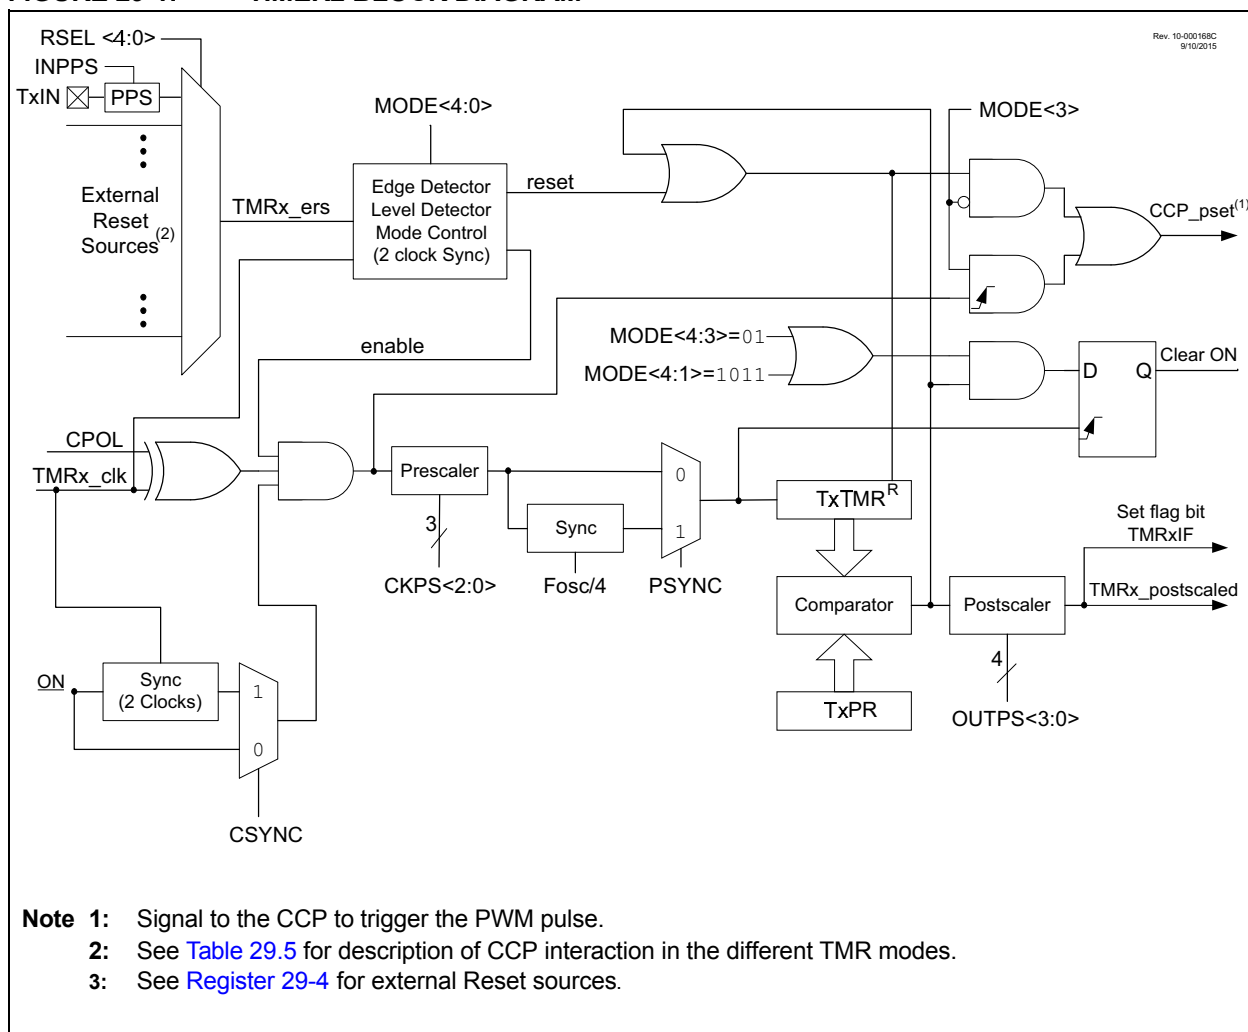 RSEL <4:0>
INPPS
TxIN
PPS
Rev. 10-000168C
9/10/2015
MODE<4:0>
MODE<3>
External
Reset
Sources(2)
TMRx_ers
Edge Detector
Level Detector
Mode Control
(2 clock Sync)
reset
CCP_pset(1)
enable
MODE<4:3>=01
MODE<4:1>=1011
D
Q
Clear ON
CPOL
TMRx_clk
Prescaler
3
CKPS<2:0>
Sync
Fosc/4
0
1
PSYNC
TxTMR
R
Comparator
TxPR
Postscaler
4
OUTPS<3:0>
Set flag bit
TMRxIF
TMRx_postscaled
ON
Sync
(2 Clocks)
1
0
CSYNC
Note 1: Signal to the CCP to trigger the PWM pulse.
2: See Table 29.5 for description of CCP interaction in the different TMR modes.
3: See Register 29-4 for external Reset sources.